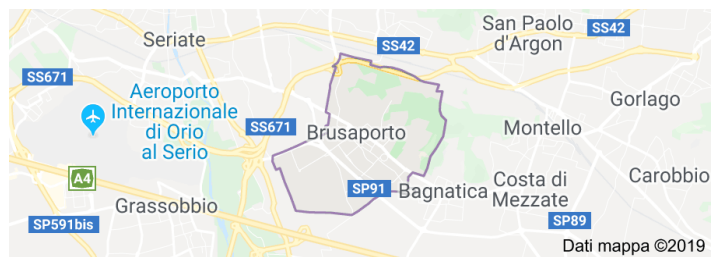 San Paolo
d'Argon
SS42
SS42
Seriate
SS671
Aeroporto
Internazionale
di Orio
al Serio
Gorlago
SS671
Brusaporto
Montello
A4
SP91
Bagnatica
Costa di
Mezzate
Carobbio
Grassobbio
SP591bis
SP89
Dati mappa ©2019